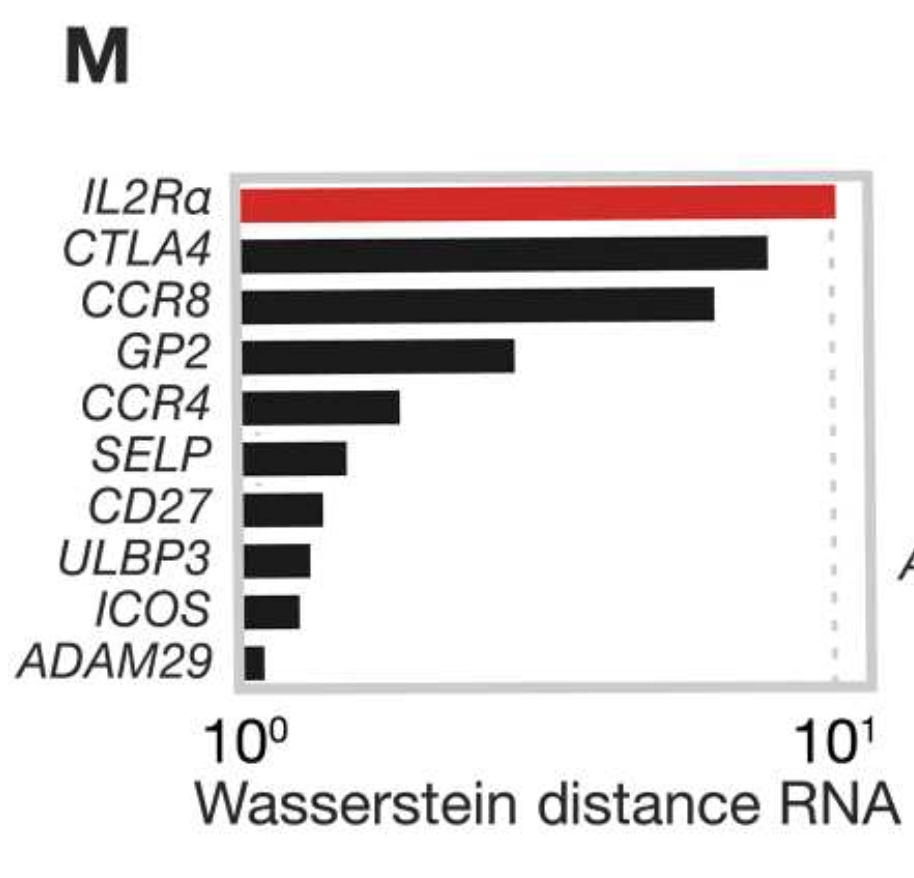 M
IL2Rα
CTLA4
CCR8
GP2
CCR4
SELP
CD27
ULBP3
ICOS
ADAM29
10⁰ 10¹
Wasserstein distance RNA